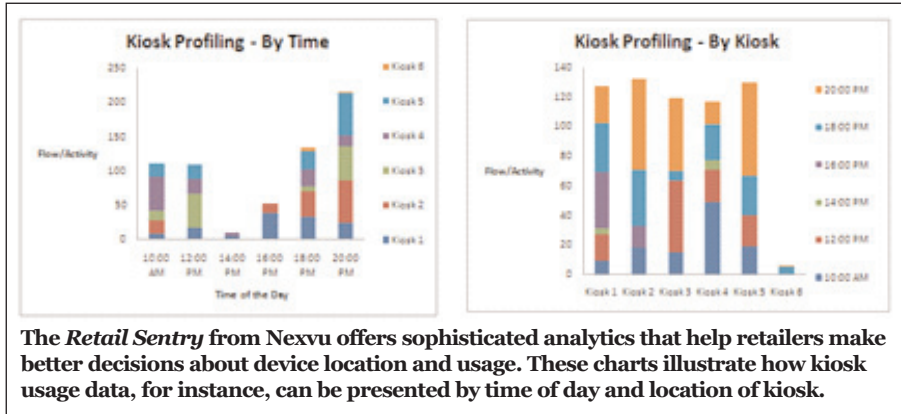 Kiosk Profiling - By Time
250
200
150
100
50
0
Flow/Activity
10:00 AM
12:00 PM
14:00 PM
16:00 PM
18:00 PM
20:00 PM
Time of the Day
Kiosk 6
Kiosk 5
Kiosk 4
Kiosk 3
Kiosk 2
Kiosk 1
Kiosk Profiling - By Kiosk
140
120
100
80
60
40
20
0
Flow/Activity
Kiosk 1
Kiosk 2
Kiosk 3
Kiosk 4
Kiosk 5
Kiosk 6
20:00 PM
18:00 PM
16:00 PM
14:00 PM
12:00 PM
10:00 AM
The Retail Sentry from Nexvu offers sophisticated analytics that help retailers make
better decisions about device location and usage. These charts illustrate how kiosk
usage data, for instance, can be presented by time of day and location of kiosk.